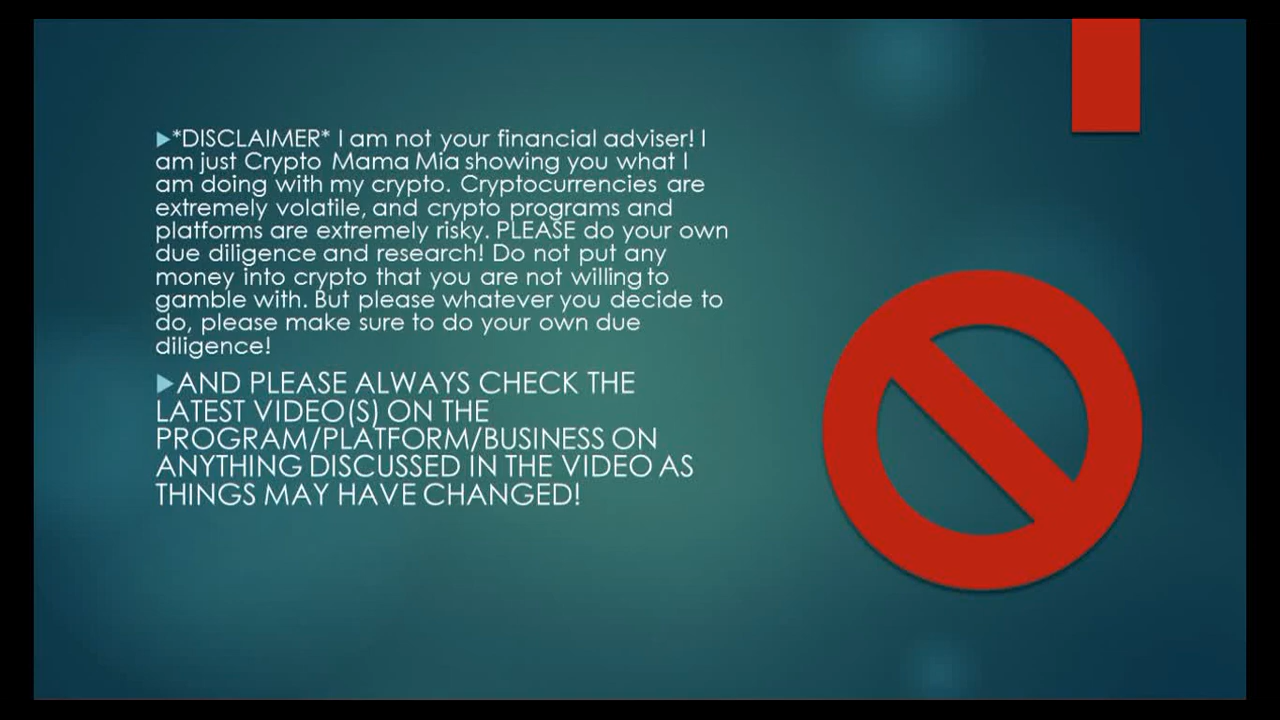 *DISCLAIMER* I am not your financial adviser! I
am just Crypto Mama Mia showing you what I
am doing with my crypto. Cryptocurrencies are
extremely volatile, and crypto programs and
platforms are extremely risky. PLEASE do your own
due diligence and research! Do not put any
money into crypto that you are not willing to
gamble with. But please whatever you decide to
do, please make sure to do your own due
diligence!
AND PLEASE ALWAYS CHECK THE
LATEST VIDEO(S) ON THE
PROGRAM/PLATFORM/BUSINESS ON
ANYTHING DISCUSSED IN THE VIDEO AS
THINGS MAY HAVE CHANGED!